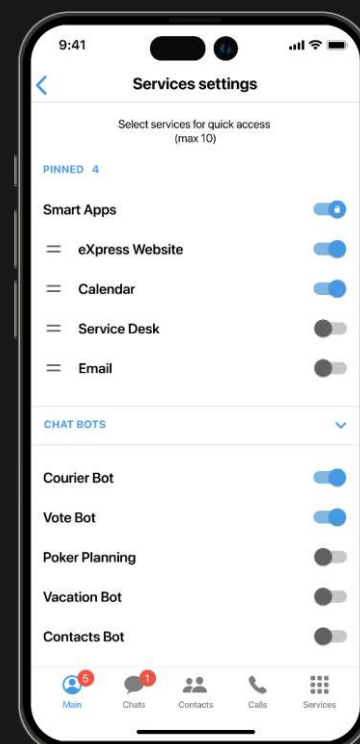 9:41
Services settings
Select services for quick access
(max 10)
PINNED 4
Smart Apps
eXpress Website
Calendar
Service Desk
Email
CHAT BOTS
Courier Bot
Vote Bot
Poker Planning
Vacation Bot
Contacts Bot
5 1
Main Chats Contacts Calls Services